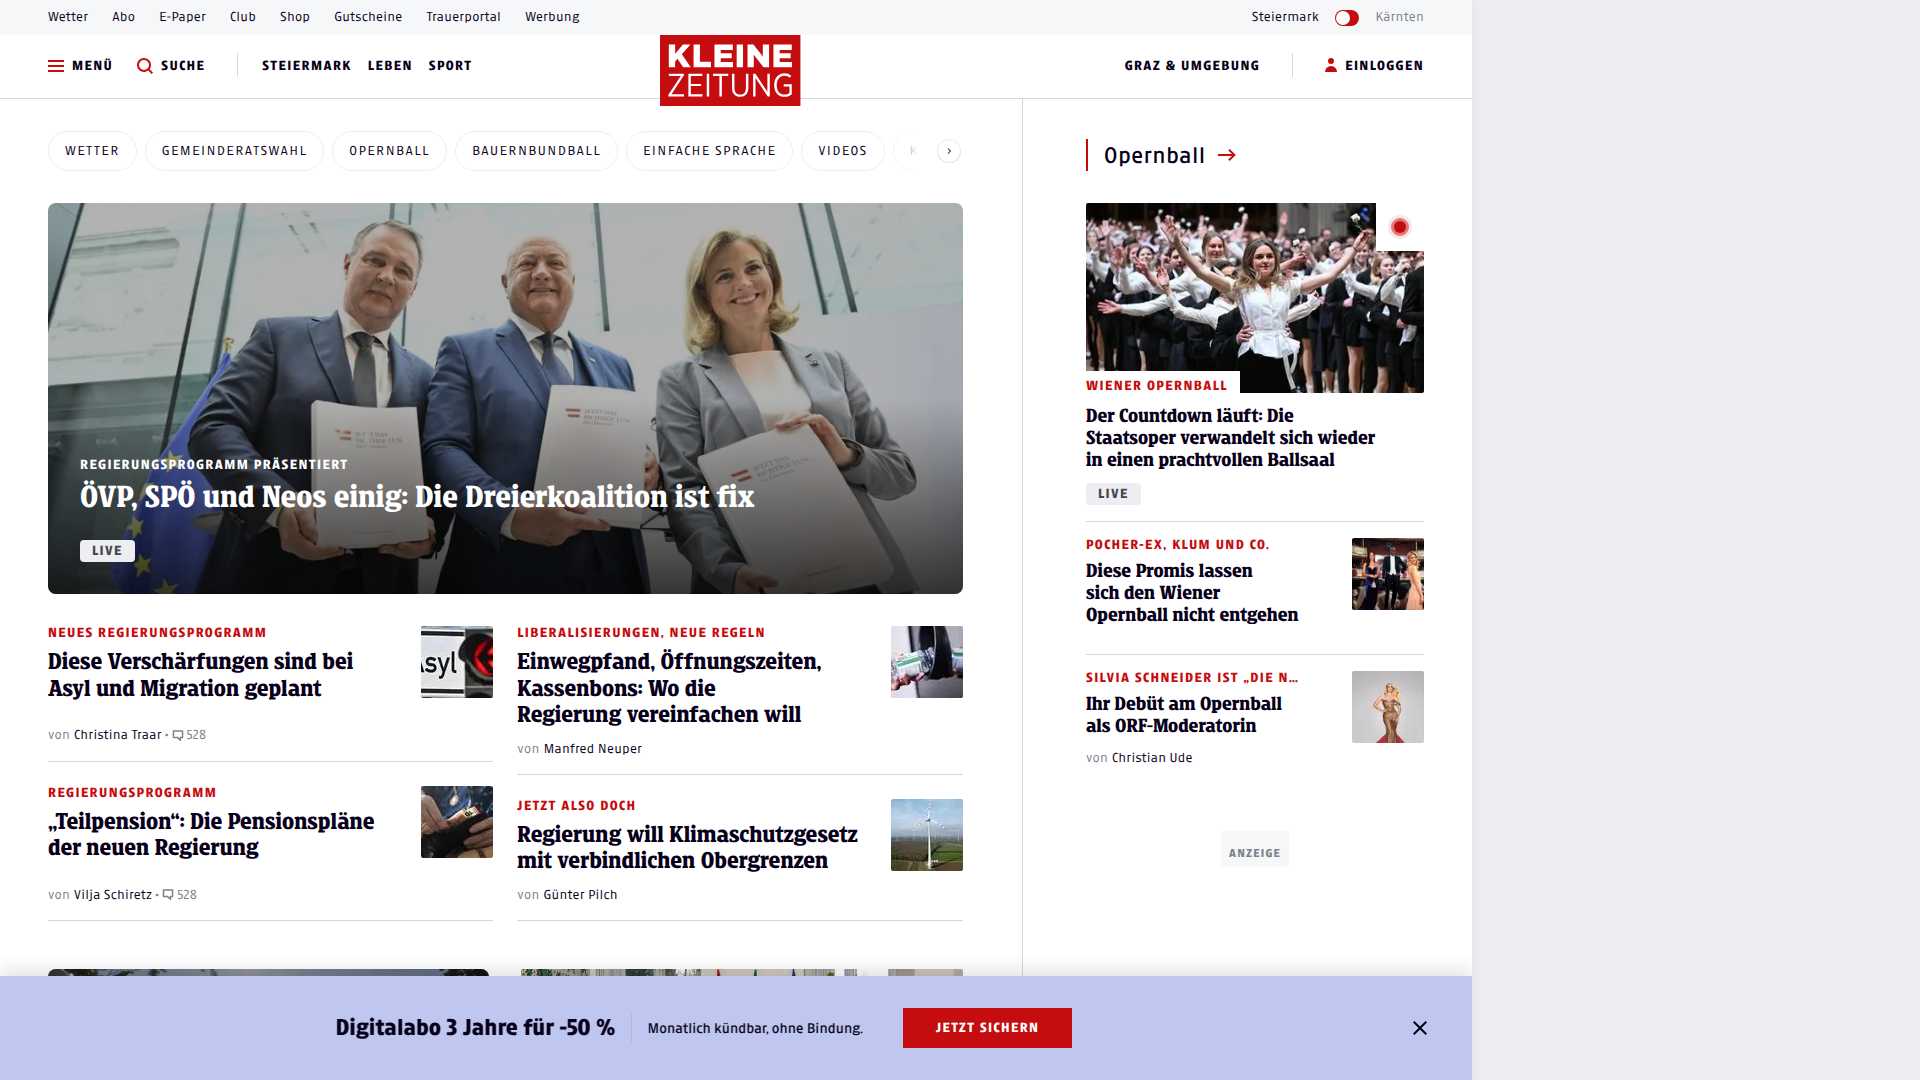 Wetter Abo E-Paper Club Shop Gutscheine Trauerportal Werbung
Steiermark Kärnten
MENÜ SUCHE STEIERMARK LEBEN SPORT
KLEINE
ZEITUNG
GRAZ & UMGEBUNG EINLOGGEN
WETTER GEMEINDERATSWAHL OPERNBALL BAUERNBUNDBALL EINFACHE SPRACHE VIDEOS K
REGIERUNGSPROGRAMM PRÄSENTIERT
ÖVP, SPÖ und Neos einig: Die Dreierkoalition ist fix
LIVE
NEUES REGIERUNGSPROGRAMM
Diese Verschärfungen sind bei
Asyl und Migration geplant
von Christina Traar • 528
syl
LIBERALISIERUNGEN, NEUE REGELN
Einwegpfand, Öffnungszeiten,
Kassenbons: Wo die
Regierung vereinfachen will
von Manfred Neuper
REGIERUNGSPROGRAMM
„Teilpension“: Die Pensionspläne
der neuen Regierung
von Vilja Schiretz • 528
JETZT ALSO DOCH
Regierung will Klimaschutzgesetz
mit verbindlichen Obergrenzen
von Günter Pilch
Opernball →
WIENER OPERNBALL
Der Countdown läuft: Die
Staatsoper verwandelt sich wieder
in einen prachtvollen Ballsaal
LIVE
POCHER-EX, KLUM UND CO.
Diese Promis lassen
sich den Wiener
Opernball nicht entgehen
SILVIA SCHNEIDER IST „DIE N...
Ihr Debüt am Opernball
als ORF-Moderatorin
von Christian Ude
ANZEIGE
Digitalabo 3 Jahre für -50 %
Monatlich kündbar, ohne Bindung.
JETZT SICHERN